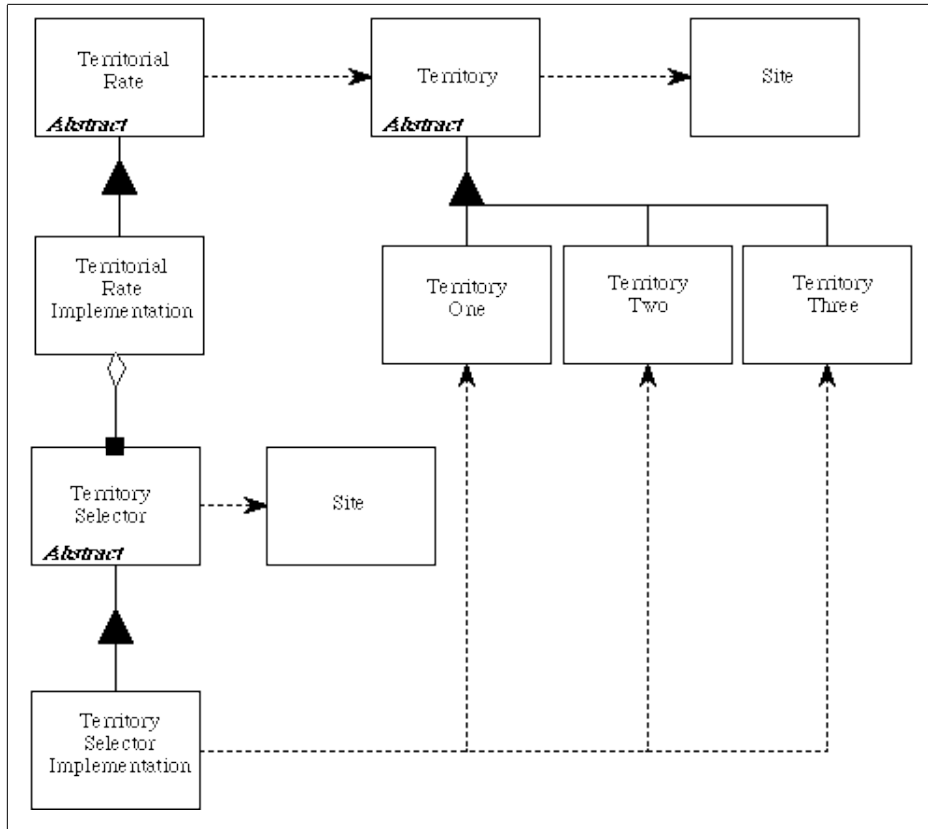 Territorial
Rate
Abstract
Territory
Abstract
Site
Territorial
Rate
Implementation
Territory
One
Territory
Two
Territory
Three
Territory
Selector
Abstract
Site
Territory
Selector
Implementation